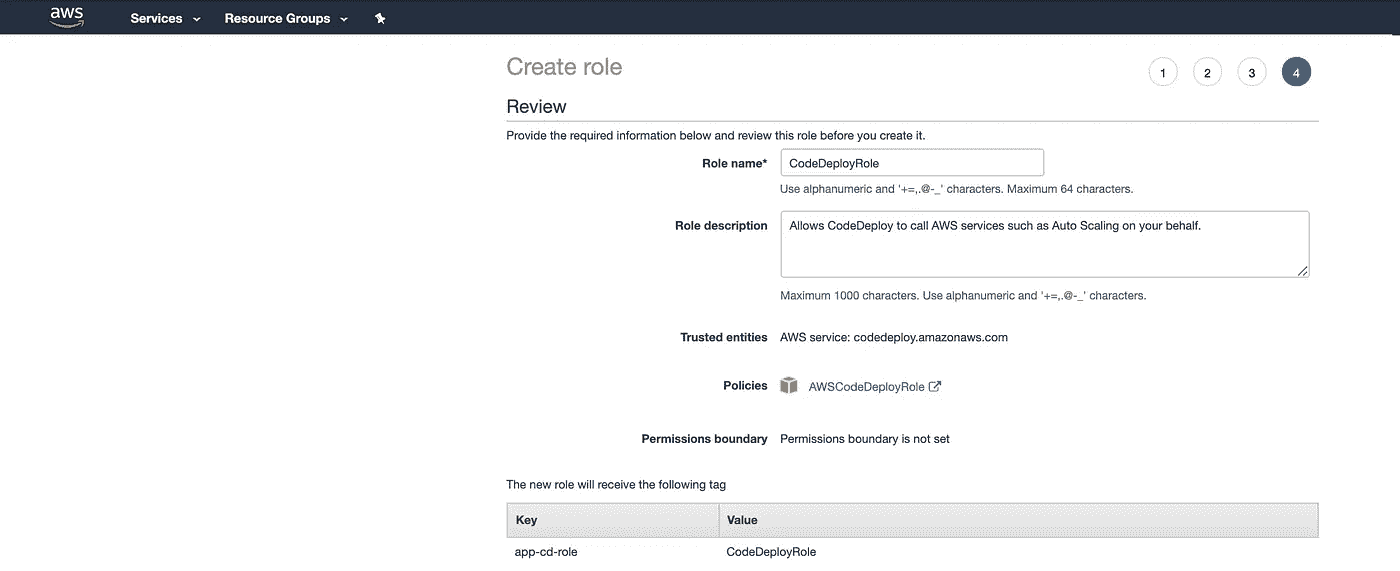 aws Services Resource Groups
Create role 1 2 3 4
Review
Provide the required information below and review this role before you create it.
Role name* CodeDeployRole
Use alphanumeric and '+=,.@-_' characters. Maximum 64 characters.
Role description Allows CodeDeploy to call AWS services such as Auto Scaling on your behalf.
Maximum 1000 characters. Use alphanumeric and '+=,.@-_' characters.
Trusted entities AWS service: codedeploy.amazonaws.com
Policies AWSCodeDeployRole
Permissions boundary Permissions boundary is not set
The new role will receive the following tag
Key Value
app-cd-role CodeDeployRole